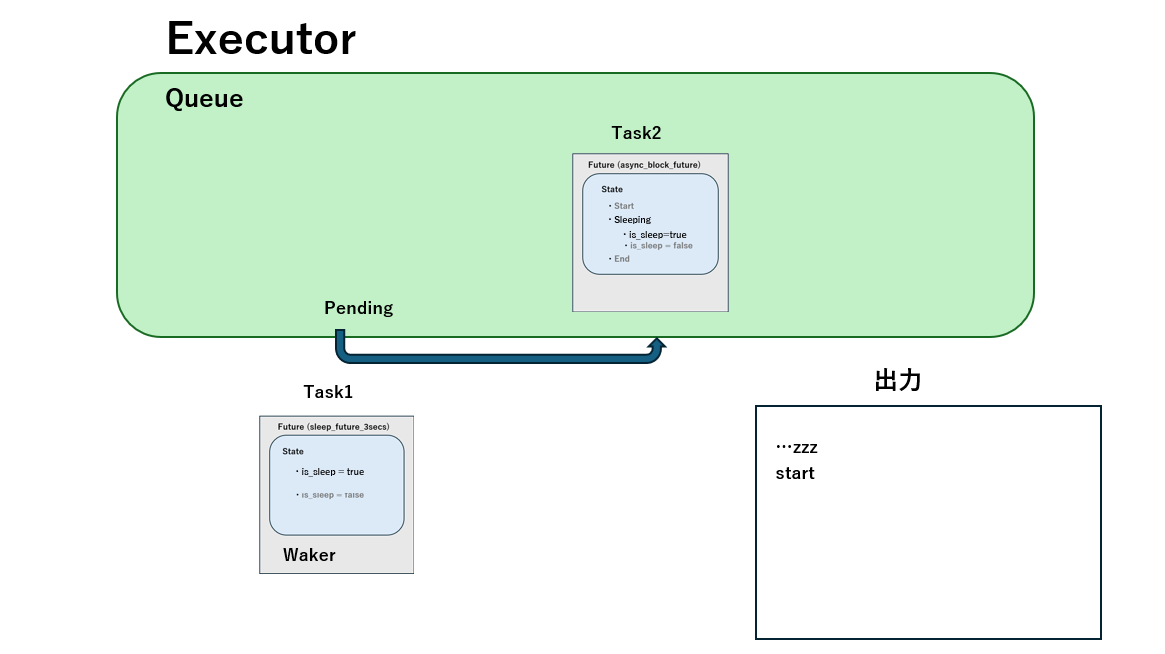 Executor
Queue
Task2
Future (async_block_future)
State
・Start
・Sleeping
・is_sleep=true
・is_sleep = false
・End
Pending
Task1
Future (sleep_future_3secs)
State
・is_sleep = true
・is_sleep = false
Waker
出力
…zzz
start